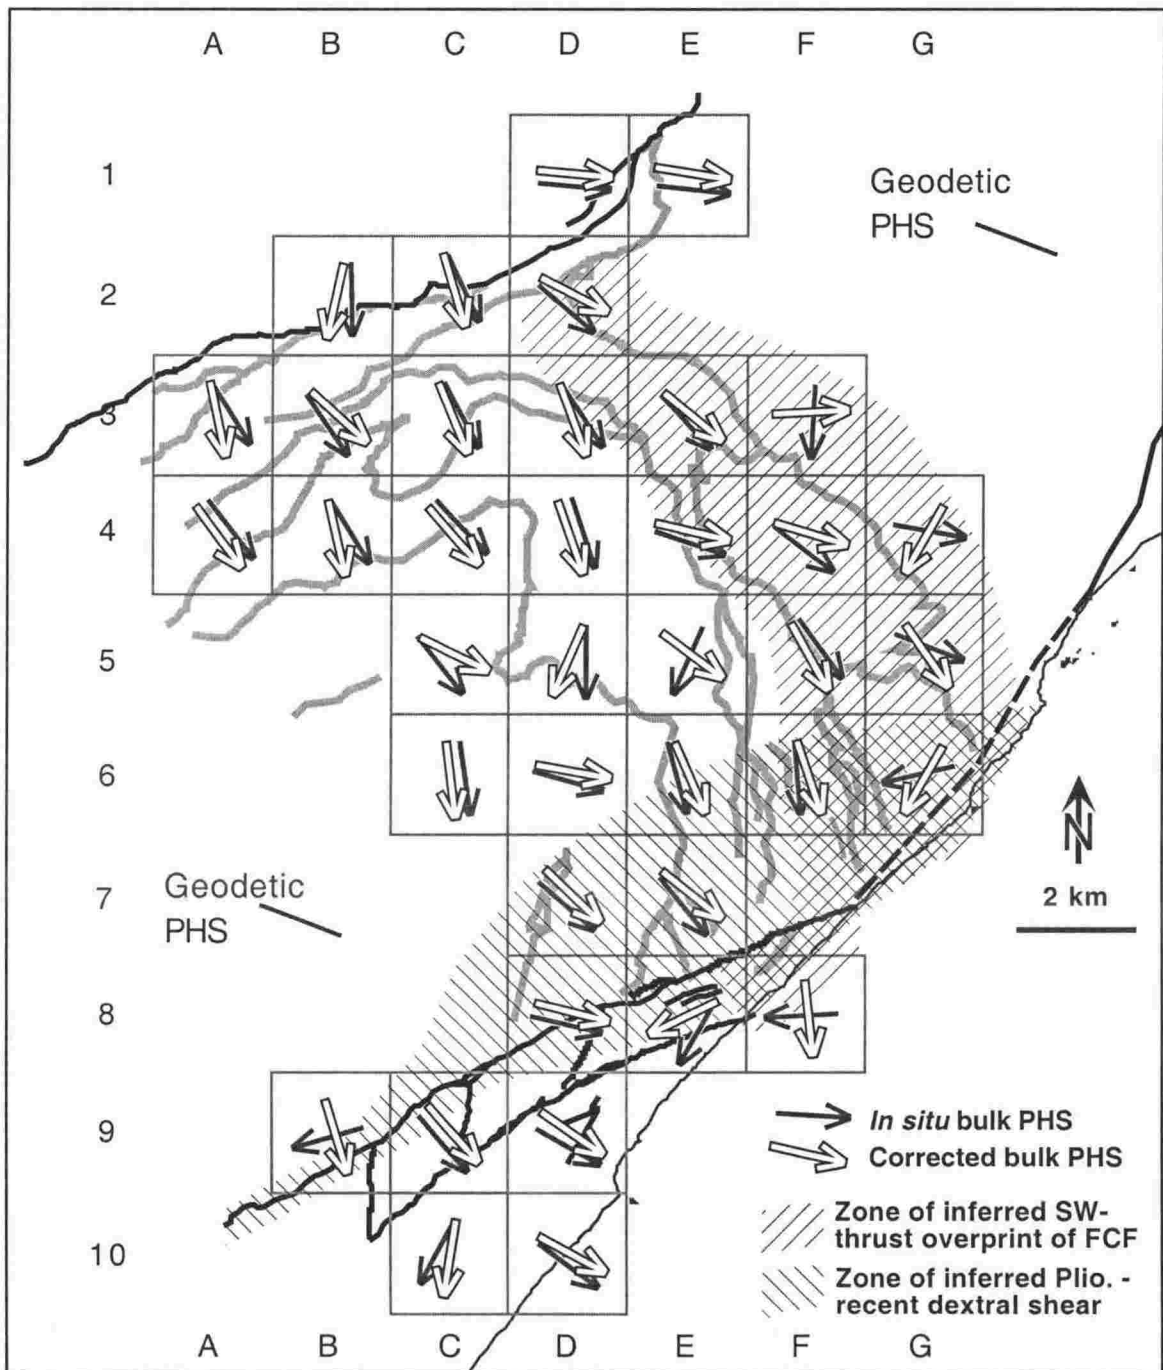 A B C D E F G
1
Geodetic
PHS
2
3
4
5
6
N
7
Geodetic
PHS
2 km
8
9
In situ bulk PHS
Corrected bulk PHS
Zone of inferred SW-
thrust overprint of FCF
10
Zone of inferred Plio. -
recent dextral shear
A B C D E F G